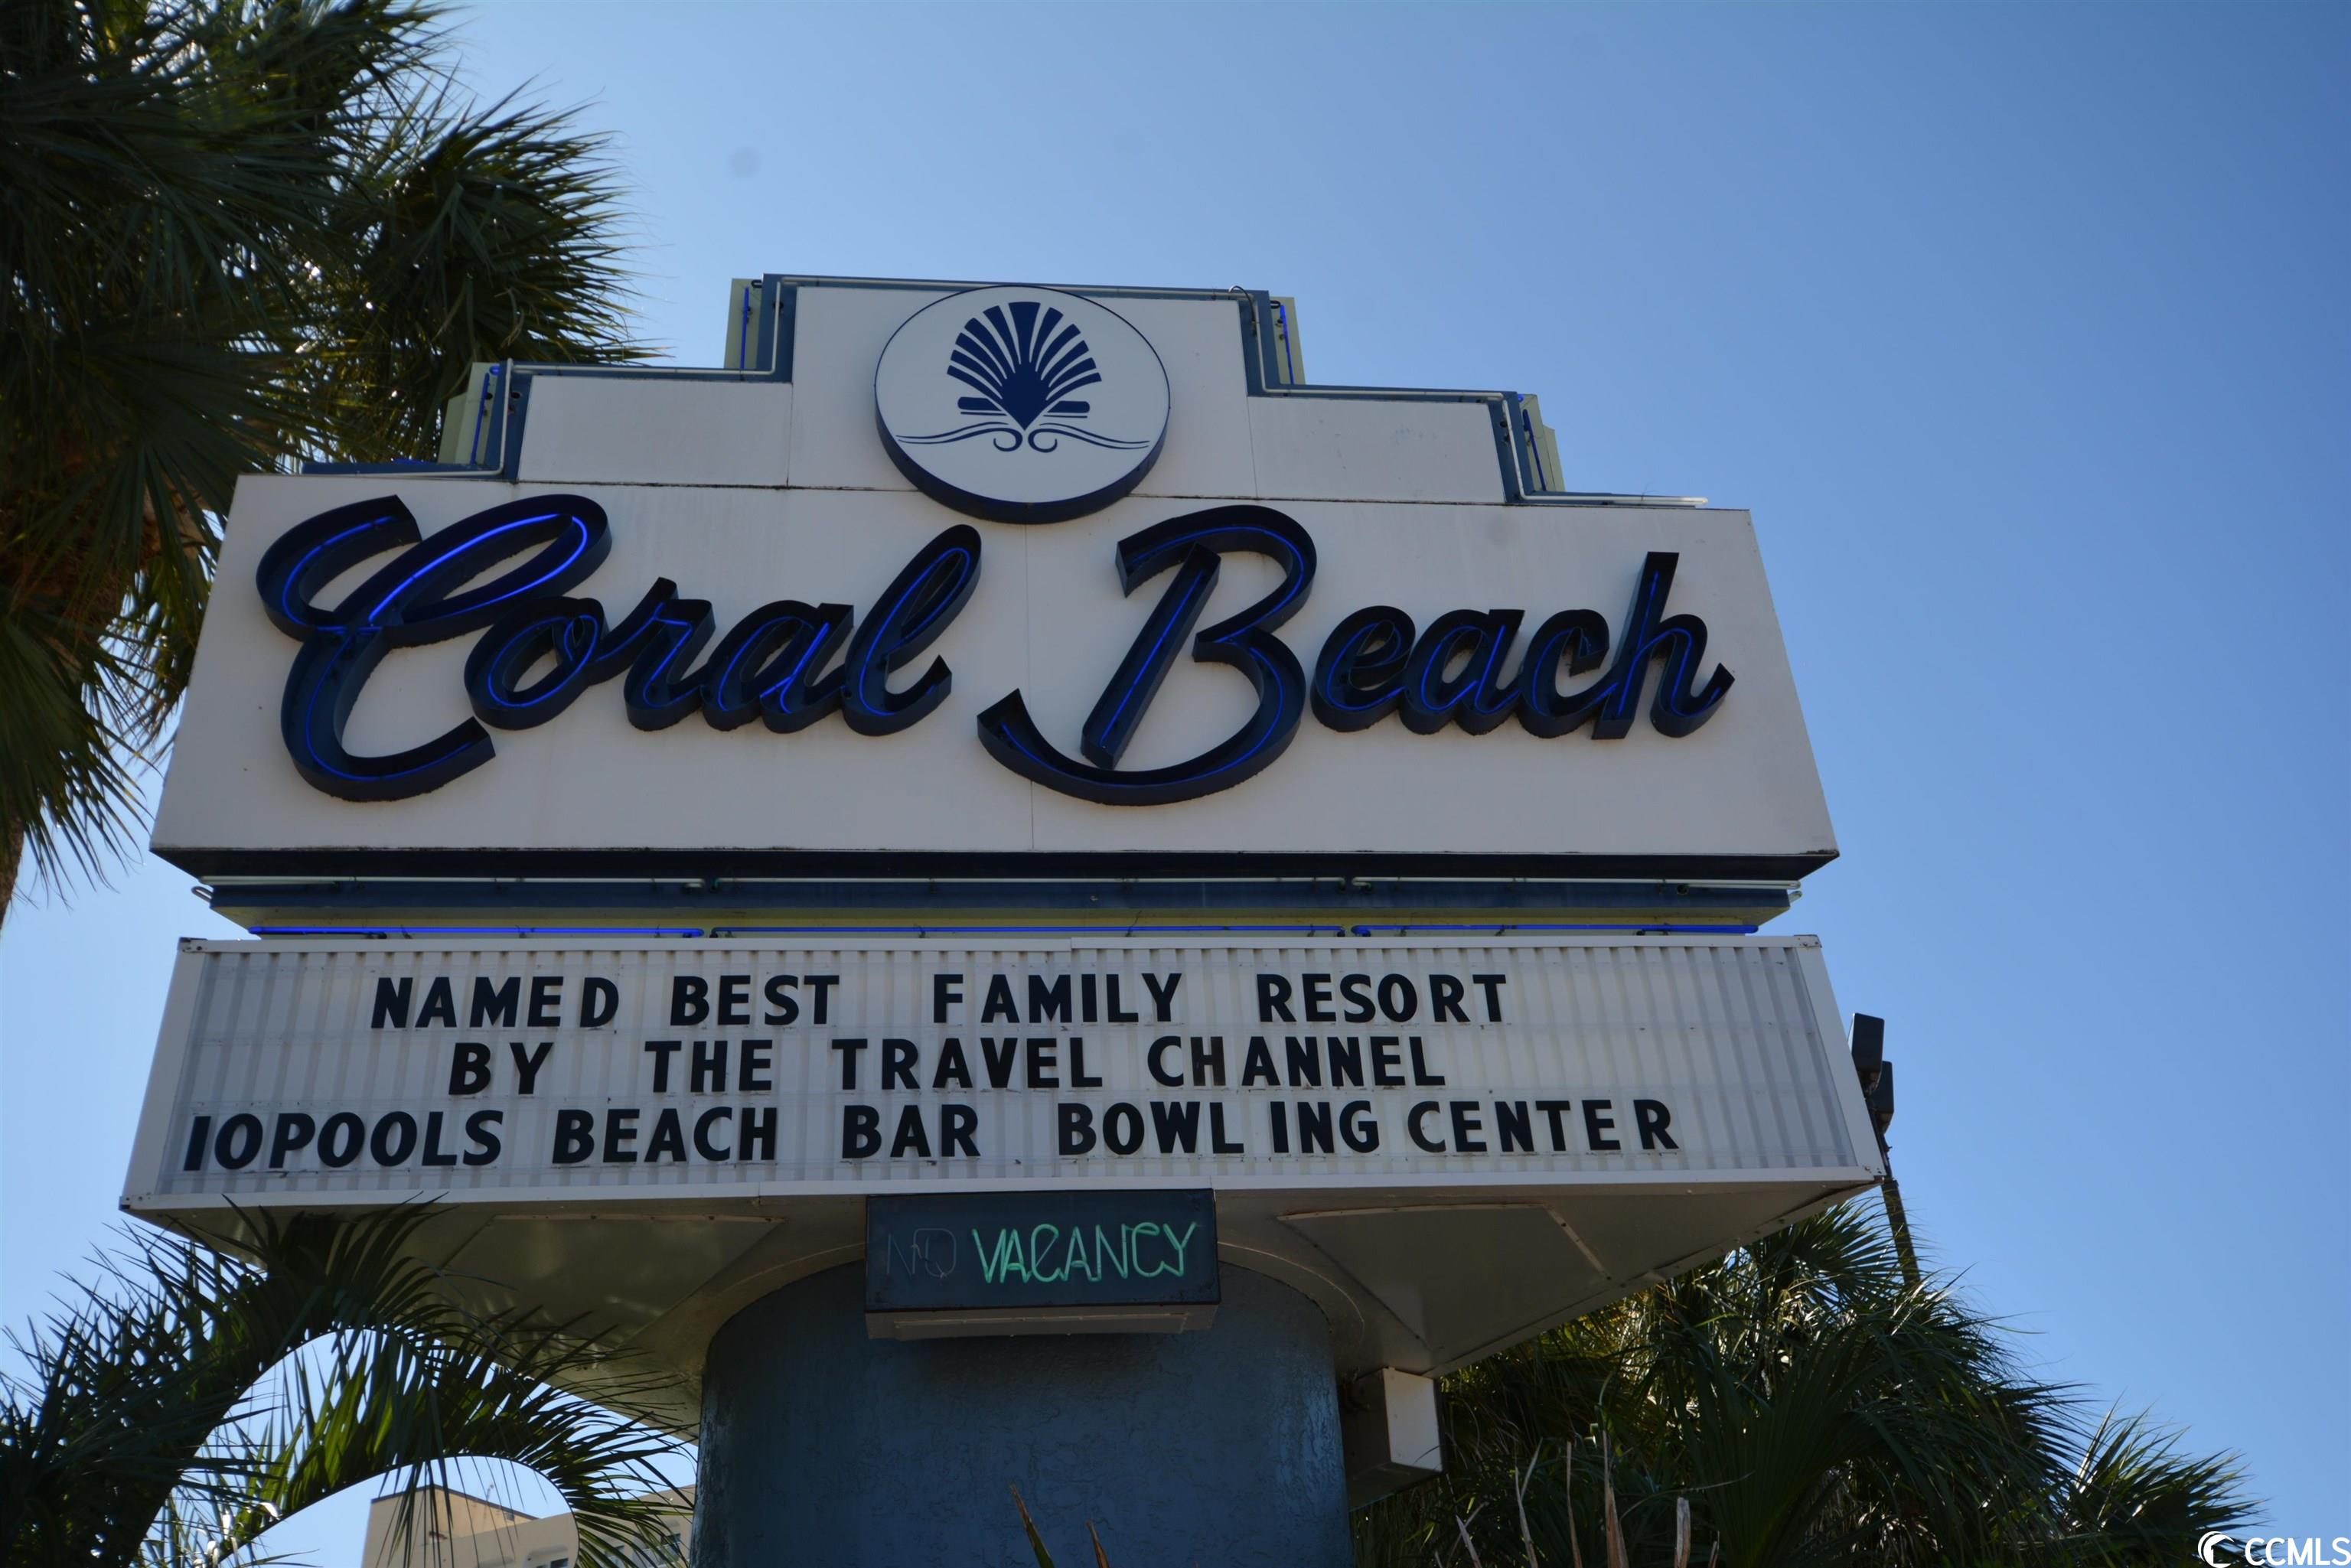 Coral Beach
NAMED BEST FAMILY RESORT
BY THE TRAVEL CHANNEL
10POOLS BEACH BAR BOWLING CENTER
NO VACANCY
CCMLS